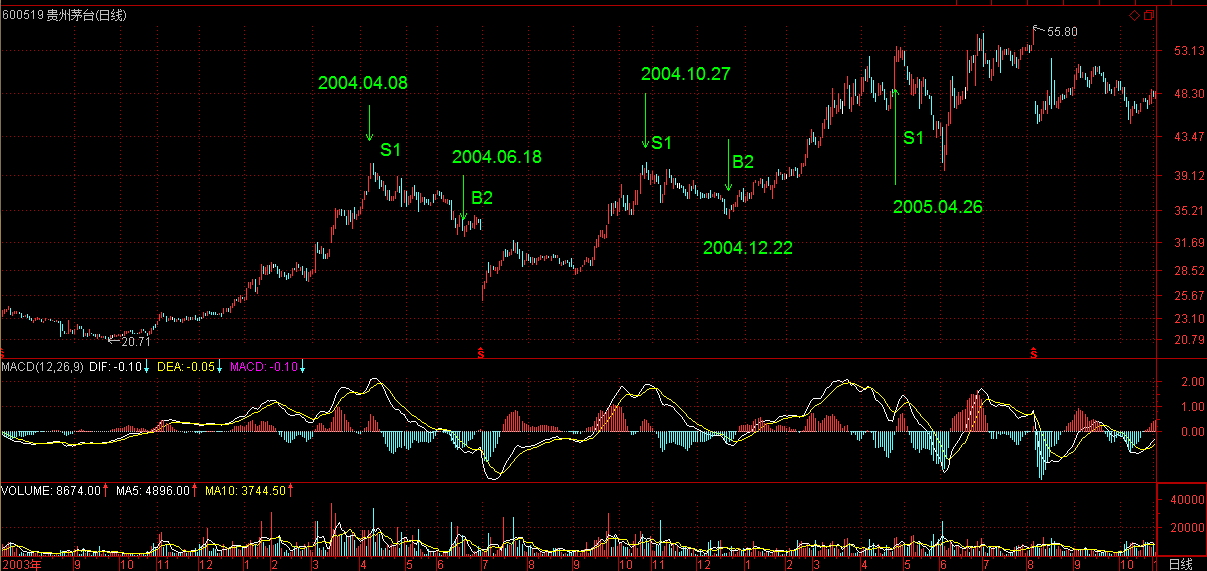 600519 贵州茅台(日线)
55.80
53.13
2004.10.27
2004.04.08
48.30
43.47
S1
S1
S1
2004.06.18
B2
39.12
B2
2005.04.26
35.21
2004.12.22
31.69
28.52
25.67
23.10
20.71
20.79
S
S
S
MACD(12,26,9) DIF: -0.10↓ DEA: -0.05↓ MACD: -0.10↓
2.00
1.00
0.00
VOLUME: 8674.00↑ MA5: 4896.00↑ MA10: 3744.50↑
40000
20000
2003年 9 10 11 12 1 2 3 4 5 6 7 8 9 10 11 12 1 2 3 4 5 6 7 8 9 10 1 日线